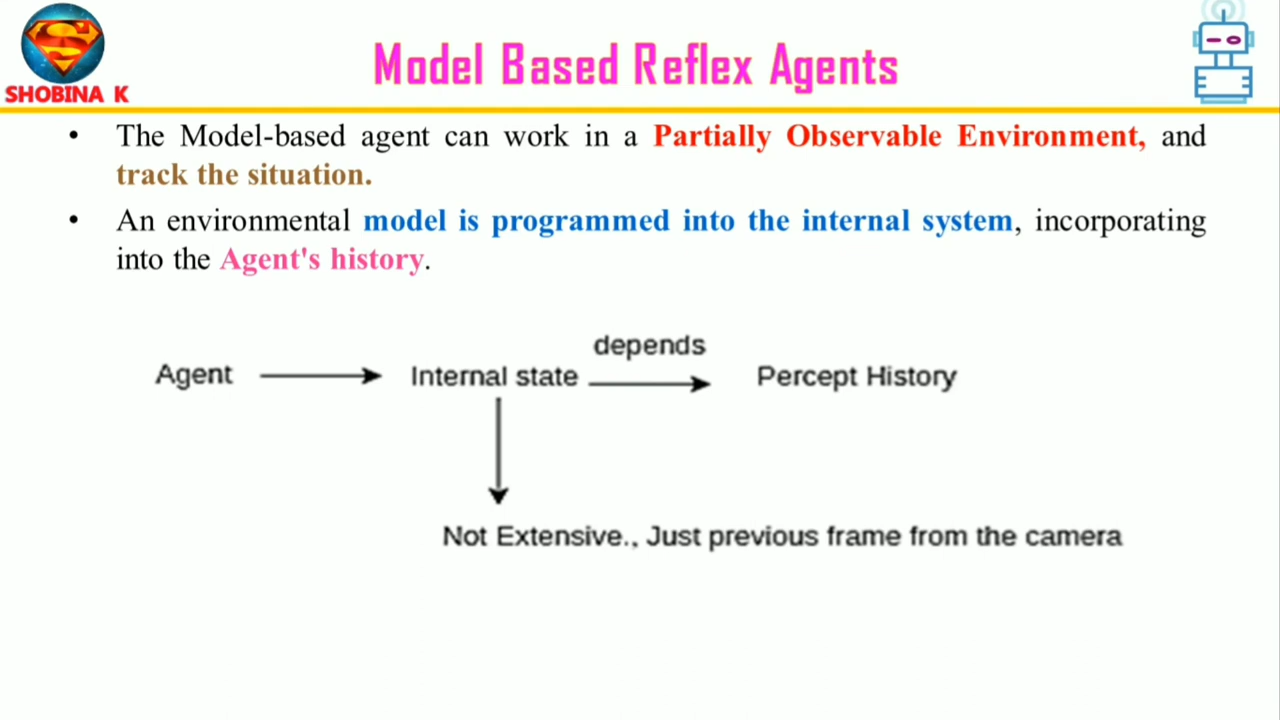 SHOBINA K
Model Based Reflex Agents
• The Model-based agent can work in a Partially Observable Environment, and
track the situation.
• An environmental model is programmed into the internal system, incorporating
into the Agent's history.
depends
Agent Internal state Percept History
Not Extensive., Just previous frame from the camera